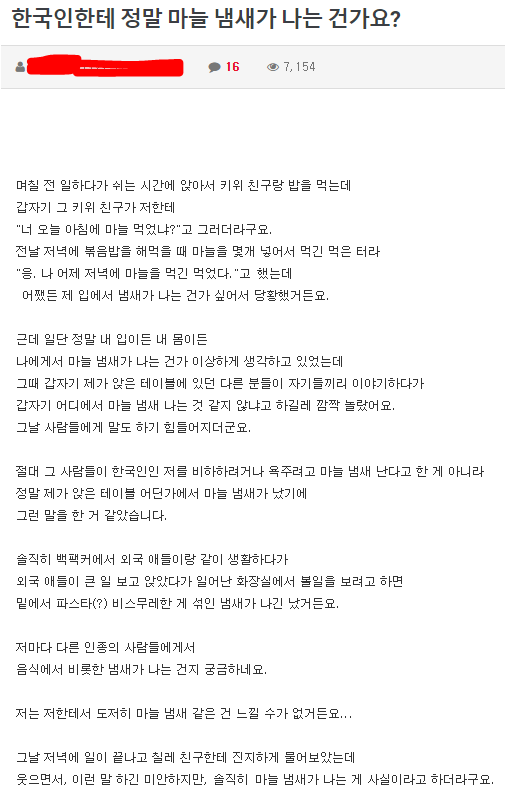 한국인한테 정말 마늘 냄새가 나는 건가요?
16 7,154
며칠 전 일하다가 쉬는 시간에 앉아서 키위 친구랑 밥을 먹는데
갑자기 그 키위 친구가 저한테
"너 오늘 아침에 마늘 먹었냐?"고 그러더라구요.
전날 저녁에 볶음밥을 해먹을 때 마늘을 몇개 넣어서 먹긴 먹은 터라
"응. 나 어제 저녁에 마늘을 먹긴 먹었다."고 했는데
어쨌든 제 입에서 냄새가 나는 건가 싶어서 당황했거든요.
근데 일단 정말 내 입이든 내 몸이든
나에게서 마늘 냄새가 나는 건가 이상하게 생각하고 있었는데
그때 갑자기 제가 앉은 테이블에 있던 다른 분들이 자기들끼리 이야기하다가
갑자기 어디에서 마늘 냄새 나는 것 같지 않냐고 하길레 깜짝 놀랐어요.
그날 사람들에게 말도 하기 힘들어지더군요.
절대 그 사람들이 한국인인 저를 비하하려거나 욕주려고 마늘 냄새 난다고 한 게 아니라
정말 제가 앉은 테이블 어딘가에서 마늘 냄새가 났기에
그런 말을 한 거 같았습니다.
솔직히 백팩커에서 외국 애들이랑 같이 생활하다가
외국 애들이 큰 일 보고 앉았다가 일어난 화장실에서 볼일을 보려고 하면
밑에서 파스타(?) 비스무레한 게 섞인 냄새가 나긴 났거든요.
저마다 다른 인종의 사람들에게서
음식에서 비롯한 냄새가 나는 건지 궁금하네요.
저는 저한테서 도저히 마늘 냄새 같은 건 느낄 수가 없거든요...
그날 저녁에 일이 끝나고 칠레 친구한테 진지하게 물어보았는데
웃으면서, 이런 말 하긴 미안하지만, 솔직히 마늘 냄새가 나는 게 사실이라고 하더라구요.